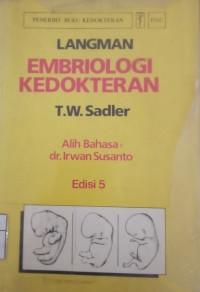 PENERBIT BUKU KEDOKTERAN
EGC
LANGMAN
EMBRIOLOGI
KEDOKTERAN
T.W. Sadler
Alih Bahasa :
dr. Irwan Susanto
Edisi 5